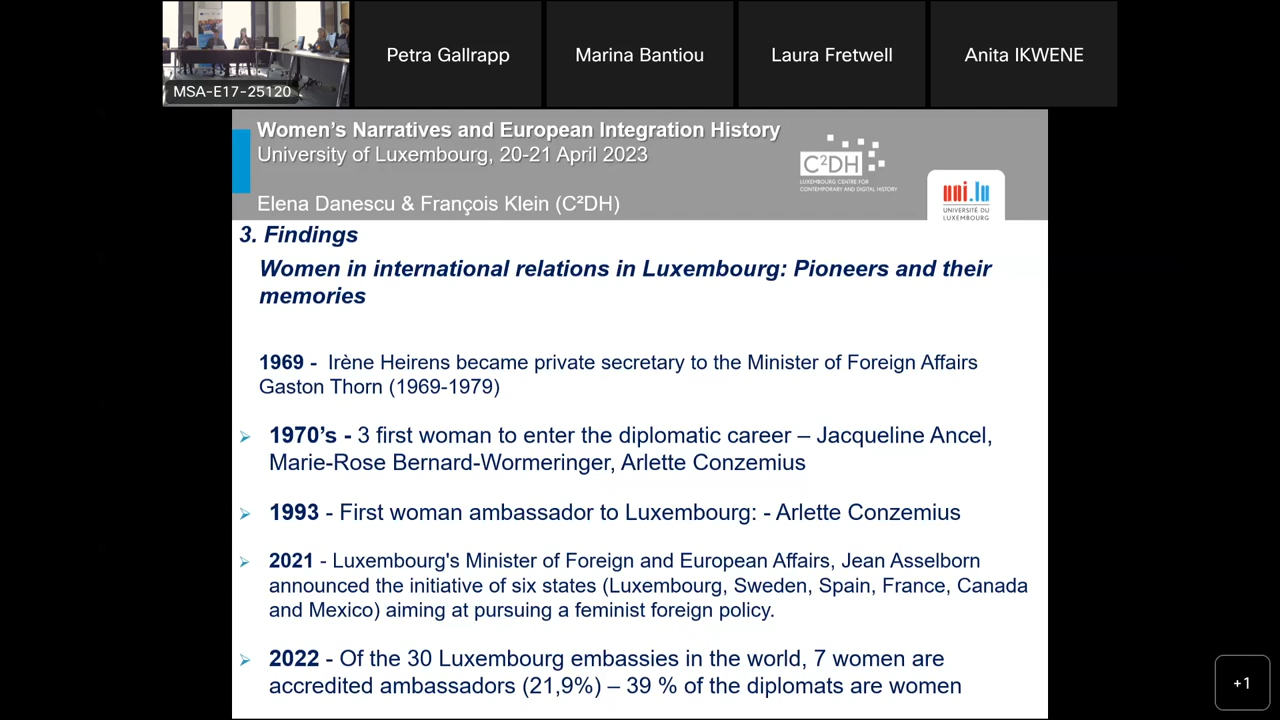 MSA-E17-25120
Petra Gallrapp
Marina Bantiou
Laura Fretwell
Anita IKWENE
Women's Narratives and European Integration History
University of Luxembourg, 20-21 April 2023
Elena Danescu & François Klein (C²DH)
C²DH
LUXEMBOURG CENTRE FOR
CONTEMPORARY AND DIGITAL HISTORY
uni.lu
UNIVERSITÉ DU
LUXEMBOURG
3. Findings
Women in international relations in Luxembourg: Pioneers and their
memories
1969 - Irène Heirens became private secretary to the Minister of Foreign Affairs
Gaston Thorn (1969-1979)
1970's - 3 first woman to enter the diplomatic career – Jacqueline Ancel,
Marie-Rose Bernard-Wormeringer, Arlette Conzemius
1993 - First woman ambassador to Luxembourg: - Arlette Conzemius
2021 - Luxembourg's Minister of Foreign and European Affairs, Jean Asselborn
announced the initiative of six states (Luxembourg, Sweden, Spain, France, Canada
and Mexico) aiming at pursuing a feminist foreign policy.
2022 - Of the 30 Luxembourg embassies in the world, 7 women are
accredited ambassadors (21,9%) – 39 % of the diplomats are women
+1